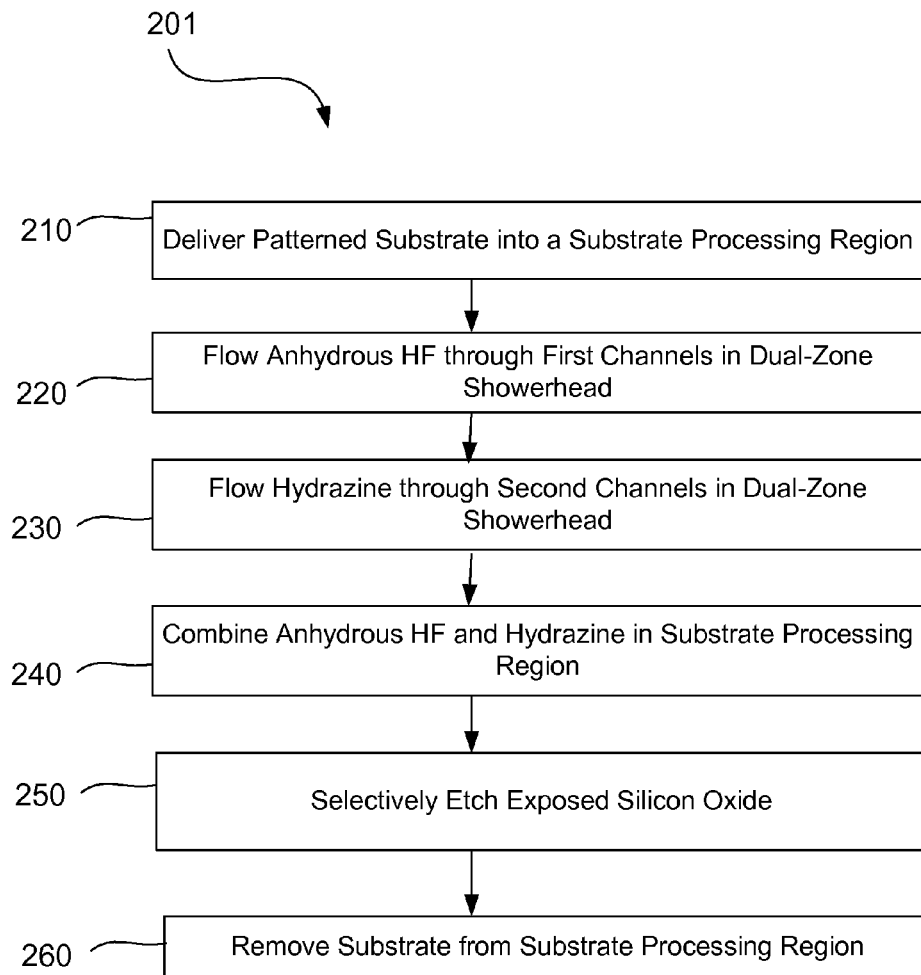 201
210
Deliver Patterned Substrate into a Substrate Processing Region
220
Flow Anhydrous HF through First Channels in Dual-Zone
Showerhead
230
Flow Hydrazine through Second Channels in Dual-Zone
Showerhead
240
Combine Anhydrous HF and Hydrazine in Substrate Processing
Region
250
Selectively Etch Exposed Silicon Oxide
260
Remove Substrate from Substrate Processing Region